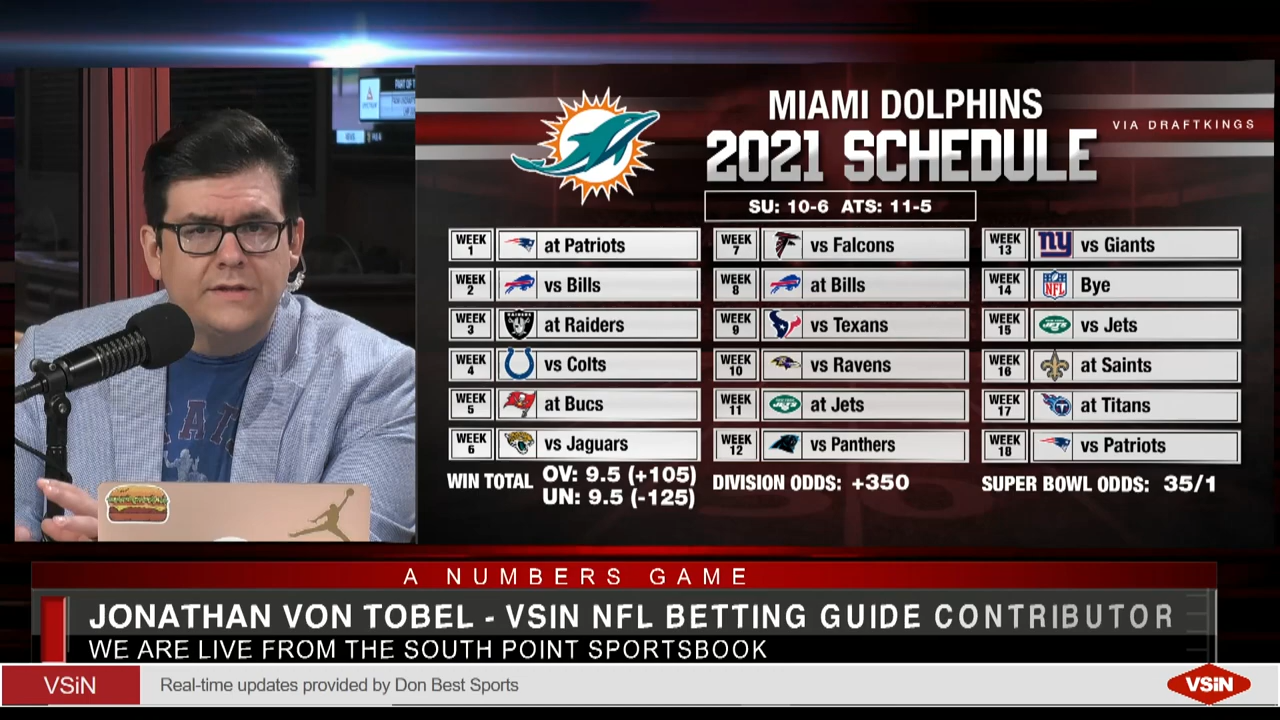 MIAMI DOLPHINS
2021 SCHEDULE
VIA DRAFTKINGS
SU: 10-6 ATS: 11-5
WEEK 1 at Patriots
WEEK 2 vs Bills
WEEK 3 at Raiders
WEEK 4 vs Colts
WEEK 5 at Bucs
WEEK 6 vs Jaguars
WEEK 7 vs Falcons
WEEK 8 at Bills
WEEK 9 vs Texans
WEEK 10 vs Ravens
WEEK 11 at Jets
WEEK 12 vs Panthers
WEEK 13 ny vs Giants
WEEK 14 NFL Bye
WEEK 15 JETS vs Jets
WEEK 16 at Saints
WEEK 17 at Titans
WEEK 18 vs Patriots
WIN TOTAL OV: 9.5 (+105)
UN: 9.5 (-125)
DIVISION ODDS: +350
SUPER BOWL ODDS: 35/1
A NUMBERS GAME
JONATHAN VON TOBEL - VSIN NFL BETTING GUIDE CONTRIBUTOR
WE ARE LIVE FROM THE SOUTH POINT SPORTSBOOK
VSiN
Real-time updates provided by Don Best Sports
VSiN